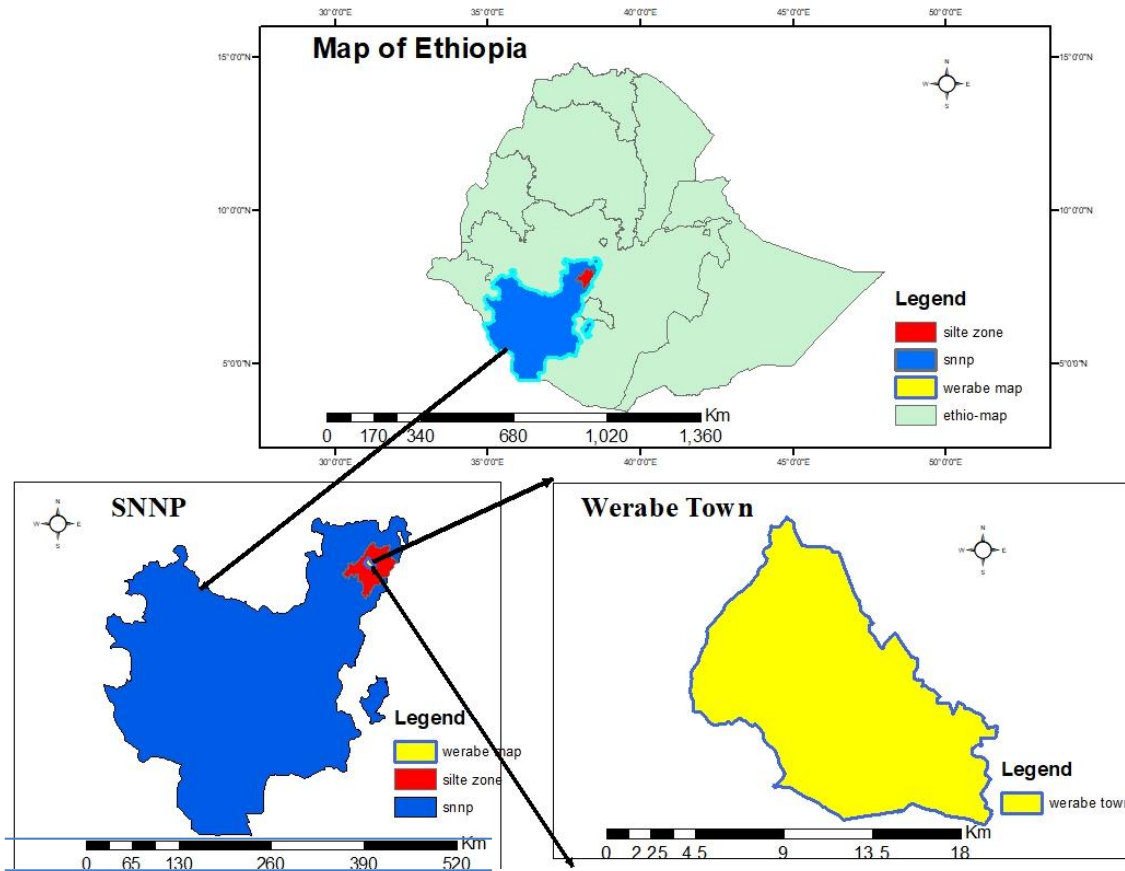 30°0'0"E 35°0'0"E 40°0'0"E 45°0'0"E 50°0'0"E
Map of Ethiopia
15°0'0"N 15°0'0"N
N
W E
S
10°0'0"N 10°0'0"N
5°0'0"N 5°0'0"N
Legend
silte zone
snnp
werabe map
ethio-map
Km
0 170 340 680 1,020 1,360
30°0'0"E 35°0'0"E 40°0'0"E 45°0'0"E 50°0'0"E
SNNP
N
W E
S
Legend
werabe map
silte zone
snnp
Km
0 65 130 260 390 520
Werabe Town
N
W E
S
Legend
werabe town
Km
0 2.25 4.5 9 13.5 18